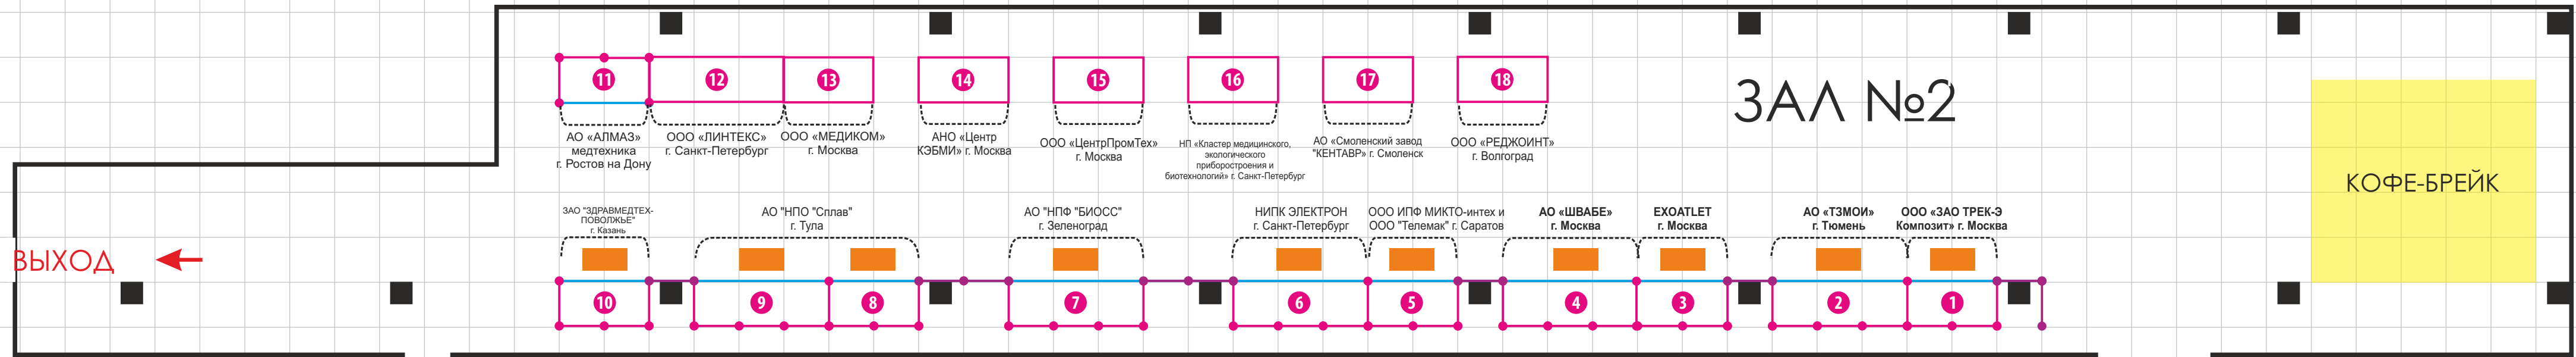 11
12
13
14
15
16
17
18
ЗАЛ №2
АО «АЛМАЗ»
медтехника
г. Ростов на Дону
ООО «ЛИНТЕКС»
г. Санкт-Петербург
ООО «МЕДИКОМ»
г. Москва
АНО «Центр
КЭБМИ» г. Москва
ООО «ЦентрПромТех»
г. Москва
НП «Кластер медицинского,
экологического
приборостроения и
биотехнологий» г. Санкт-Петербург
АО «Смоленский завод
"КЕНТАВР» г. Смоленск
ООО «РЕДЖОИНТ»
г. Волгоград
КОФЕ-БРЕЙК
ЗАО "ЗДРАВМЕДТЕХ-
ПОВОЛЖЬЕ"
г. Казань
АО "НПО "Сплав"
г. Тула
АО "НПФ "БИОСС"
г. Зеленоград
НИПК ЭЛЕКТРОН
г. Санкт-Петербург
ООО ИПФ МИКТО-интех и
ООО "Телемак" г. Саратов
АО «ШВАБЕ»
г. Москва
EXOATLET
г. Москва
АО «ТЗМОИ»
г. Тюмень
ООО «ЗАО ТРЕК-Э
Композит» г. Москва
ВЫХОД
10
9
8
7
6
5
4
3
2
1